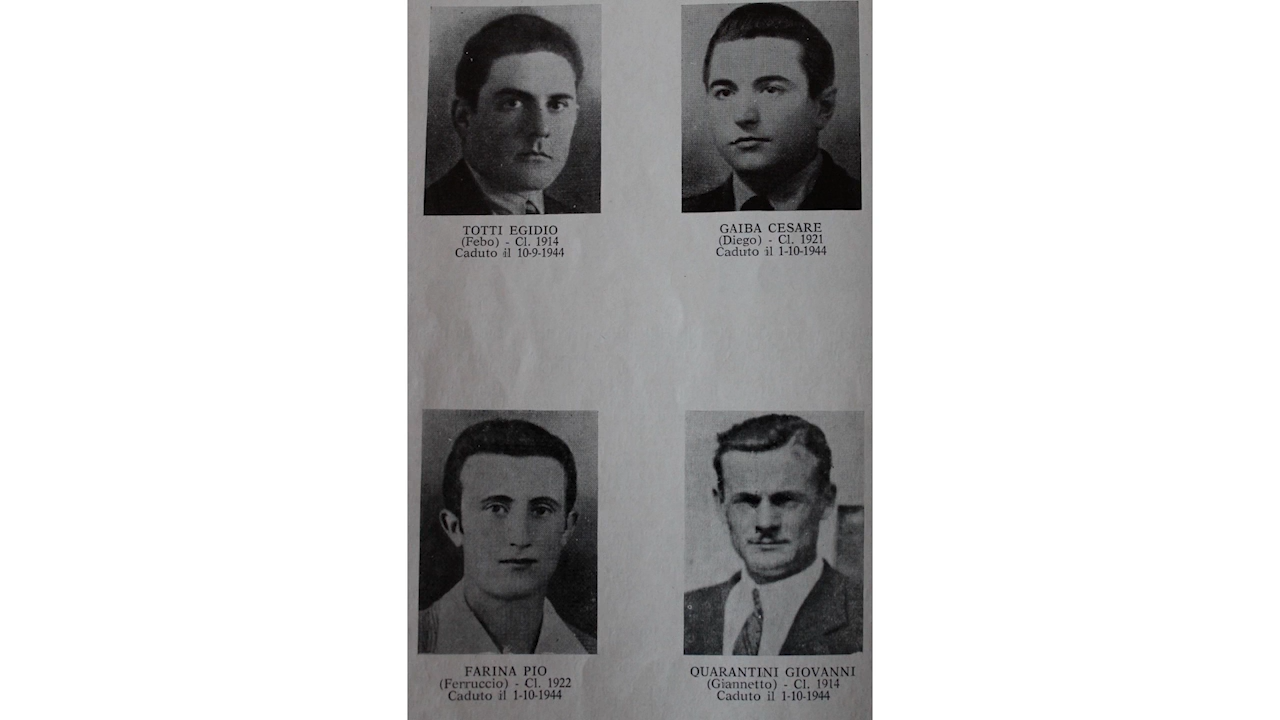 TOTTI EGIDIO
(Febo) - Cl. 1914
Caduto il 10-9-1944
GAIBA CESARE
(Diego) - Cl. 1921
Caduto il 1-10-1944
FARINA PIO
(Ferruccio) - Cl. 1922
Caduto il 1-10-1944
QUARANTINI GIOVANNI
(Giannetto) - Cl. 1914
Caduto il 1-10-1944